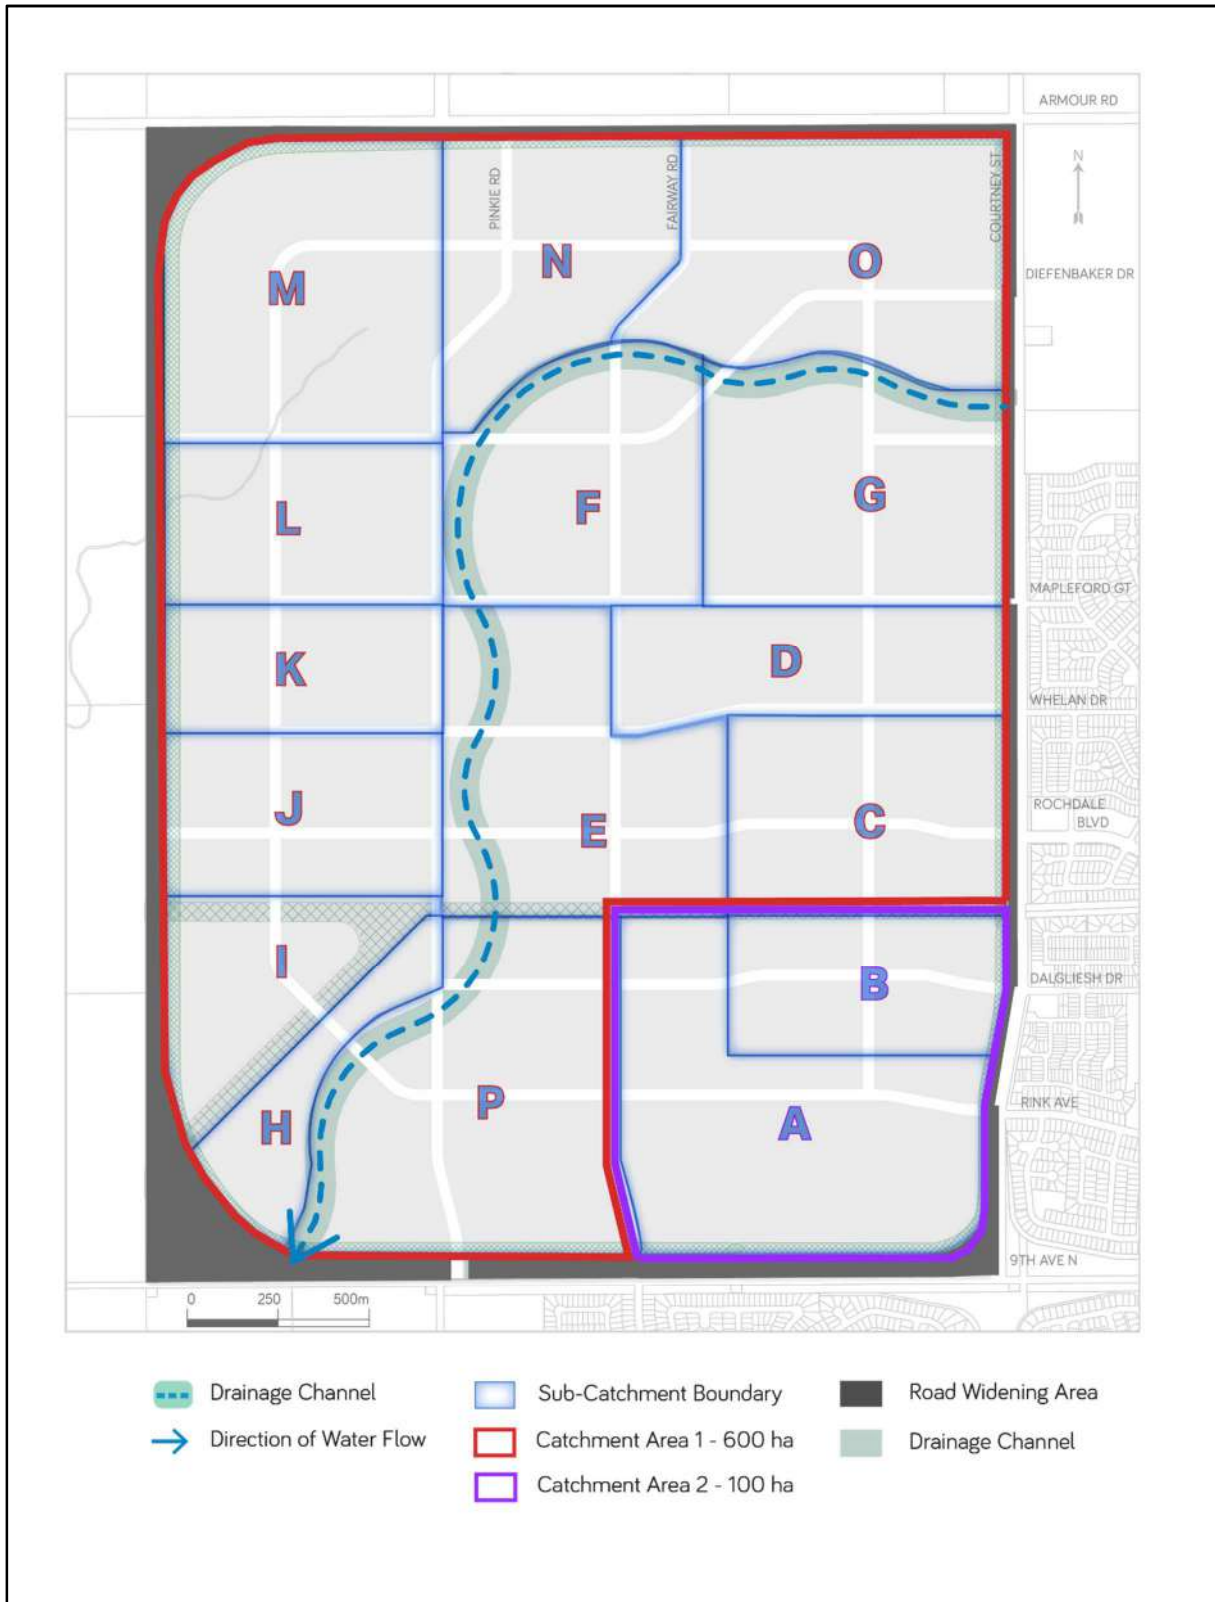 ARMOUR RD
PINKIE RD
FAIRWAY RD
COURTNEY ST
N
DIEFENBAKER DR
M
N
O
L
F
G
MAPLEFORD GT
K
D
WHELAN DR
J
E
C
ROCHDALE
BLVD
I
B
DALGLIESH DR
H
P
A
RINK AVE
9TH AVE N
0 250 500m
Drainage Channel
Sub-Catchment Boundary
Road Widening Area
Direction of Water Flow
Catchment Area 1 - 600 ha
Drainage Channel
Catchment Area 2 - 100 ha